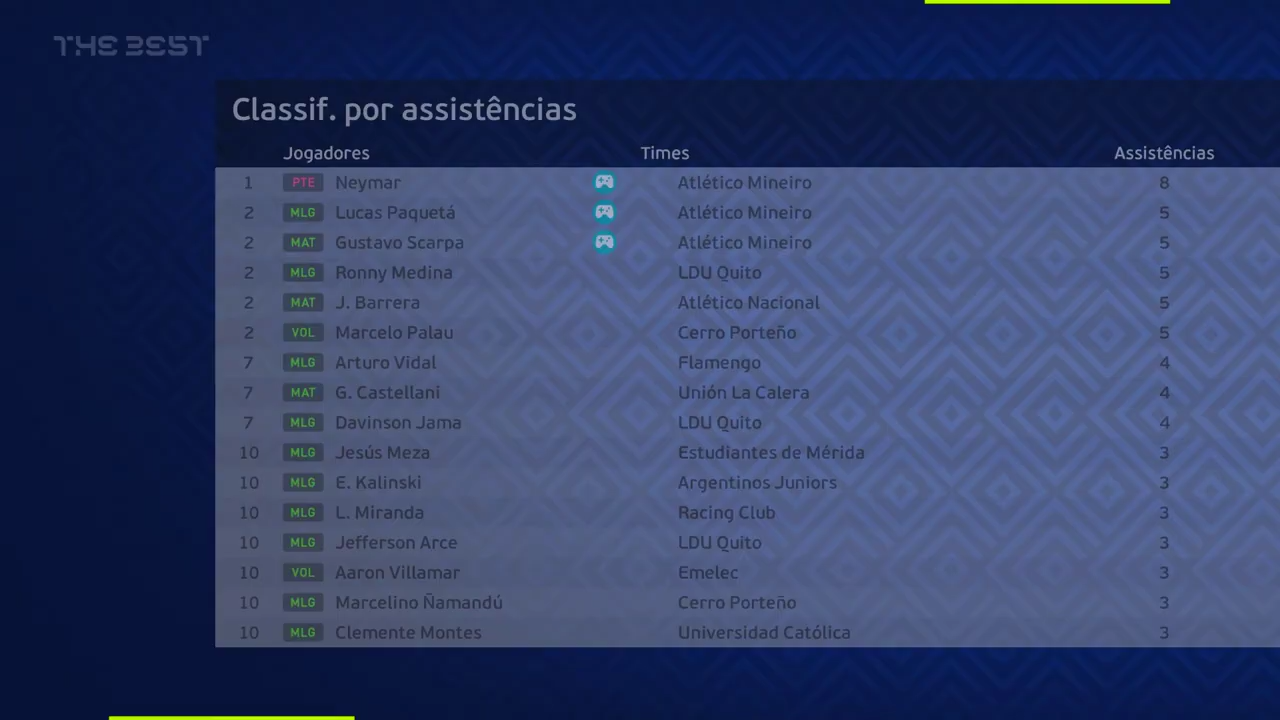 THE BEST
Classif. por assistências
Jogadores Times Assistências
1 PTE Neymar Atlético Mineiro 8
2 MLG Lucas Paquetá Atlético Mineiro 5
2 MAT Gustavo Scarpa Atlético Mineiro 5
2 MLG Ronny Medina LDU Quito 5
2 MAT J. Barrera Atlético Nacional 5
2 VOL Marcelo Palau Cerro Porteño 5
7 MLG Arturo Vidal Flamengo 4
7 MAT G. Castellani Unión La Calera 4
7 MLG Davinson Jama LDU Quito 4
10 MLG Jesús Meza Estudiantes de Mérida 3
10 MLG E. Kalinski Argentinos Juniors 3
10 MLG L. Miranda Racing Club 3
10 MLG Jefferson Arce LDU Quito 3
10 VOL Aaron Villamar Emelec 3
10 MLG Marcelino Ñamandú Cerro Porteño 3
10 MLG Clemente Montes Universidad Católica 3